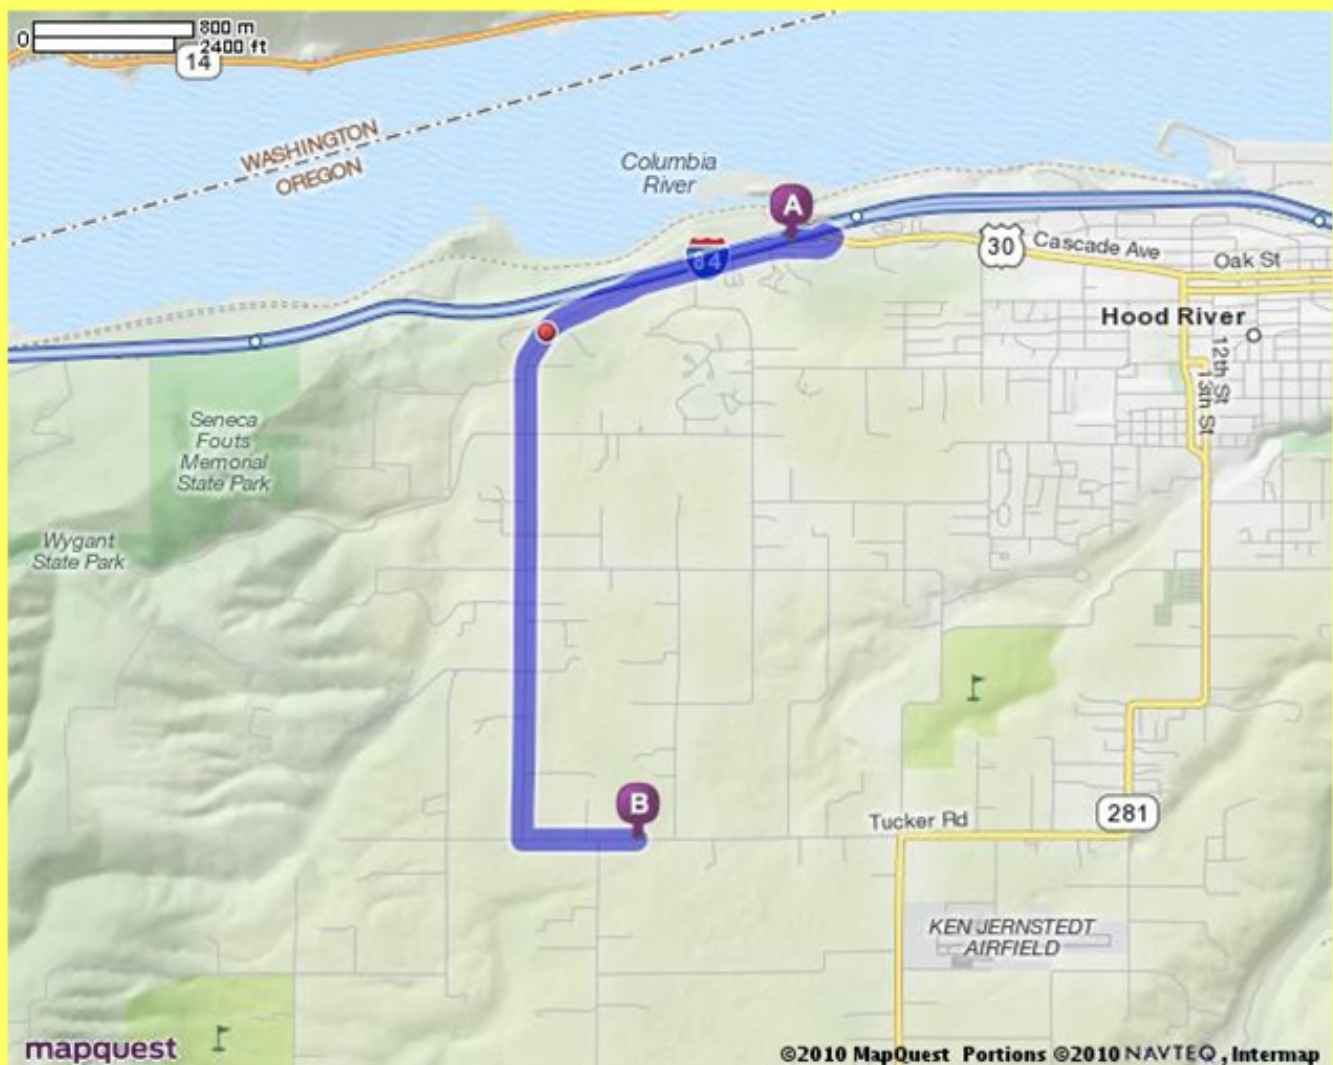 0
800 m
2400 ft
14
WASHINGTON
OREGON
Columbia
River
A
84
30
Cascade Ave
Oak St
Hood River
12th St
13th St
Seneca
Fouts
Memorial
State Park
Wygant
State Park
B
Tucker Rd
281
KEN JERNSTEDT
AIRFIELD
mapquest
©2010 MapQuest Portions ©2010 NAVTEQ, Intermap